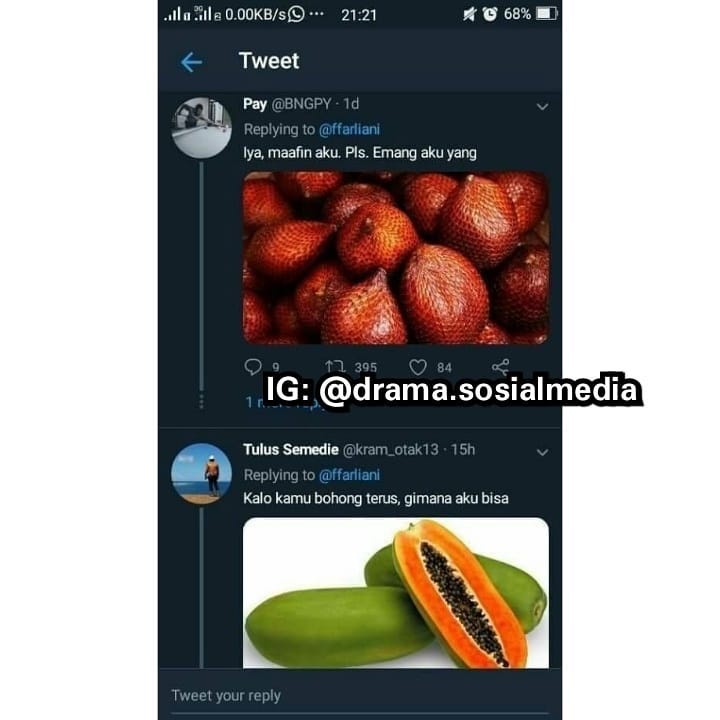 0.00KB/s ... 21:21 68%
Tweet
Pay @BNGPY · 1d
Replying to @ffarliani
Iya, maafin aku. Pls. Emang aku yang
9 395 84
IG: @drama.sosialmedia
Tulus Semedie @kram_otak13 · 15h
Replying to @ffarliani
Kalo kamu bohong terus, gimana aku bisa
Tweet your reply